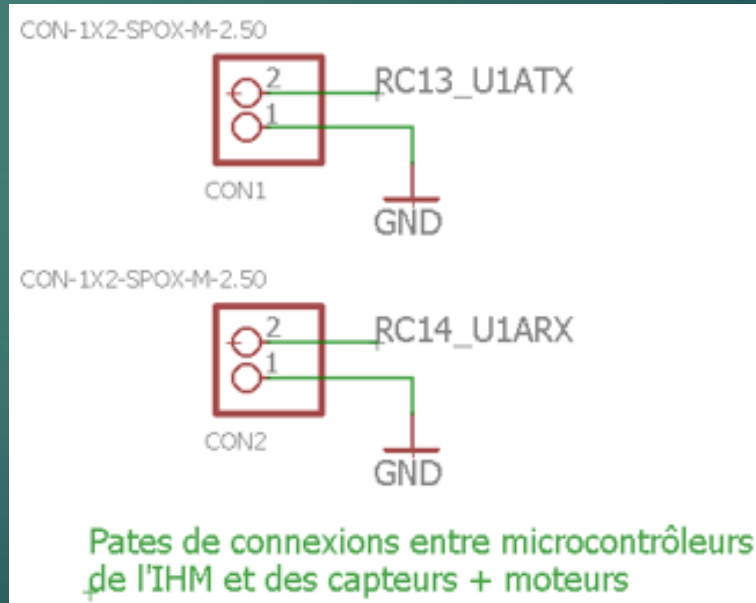 CON-1X2-SPOX-M-2.50
2
RC13_U1ATX
1
CON1
GND
CON-1X2-SPOX-M-2.50
2
RC14_U1ARX
1
CON2
GND
Pates de connexions entre microcontrôleurs
de l'IHM et des capteurs + moteurs